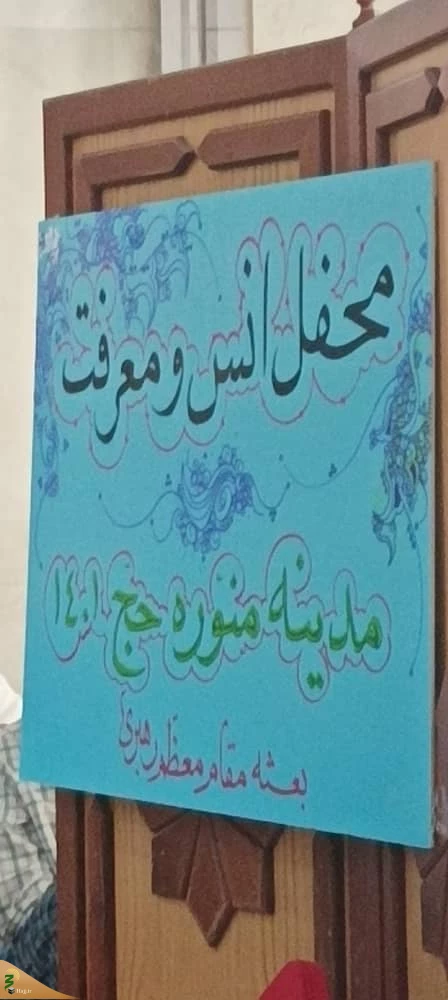 محفل انس و معرفت
مدینه منوره حج ۱۴۰۱
بعثه مقام معظم رهبری